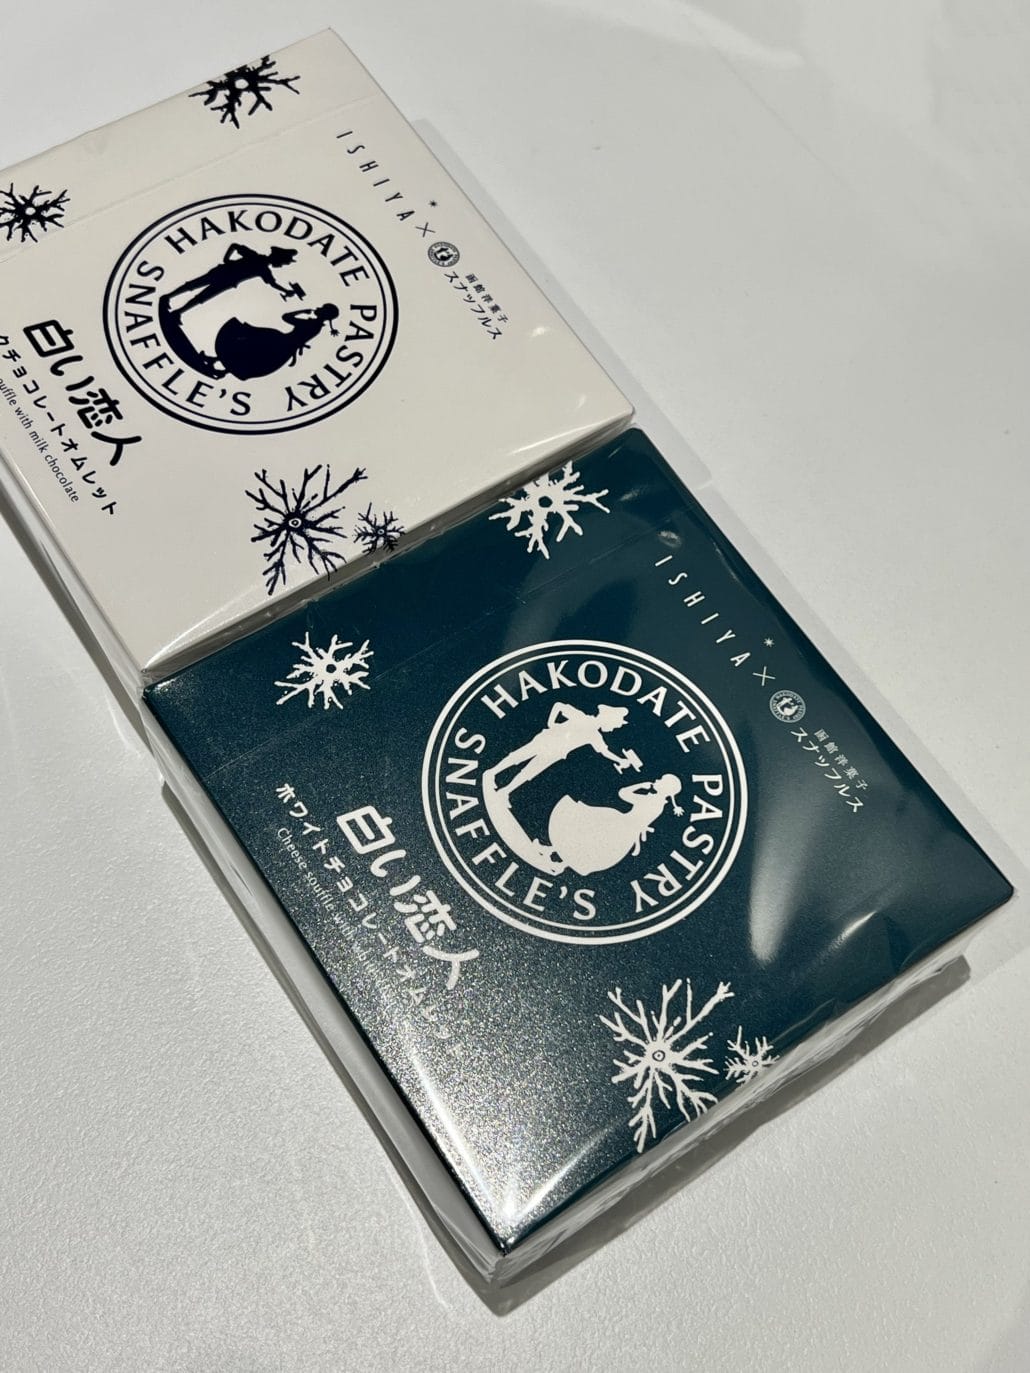 ISHIYA ×
函館洋菓子
スナッフルス
HAKODATE PASTRY
SNAFFLE'S
白い恋人
クチョコレートオムレット
souffle with milk chocolate
ISHIYA ×
函館洋菓子
スナッフルス
HAKODATE PASTRY
SNAFFLE'S
白い恋人
ホワイトチョコレートオムレット
Cheese souffle with white